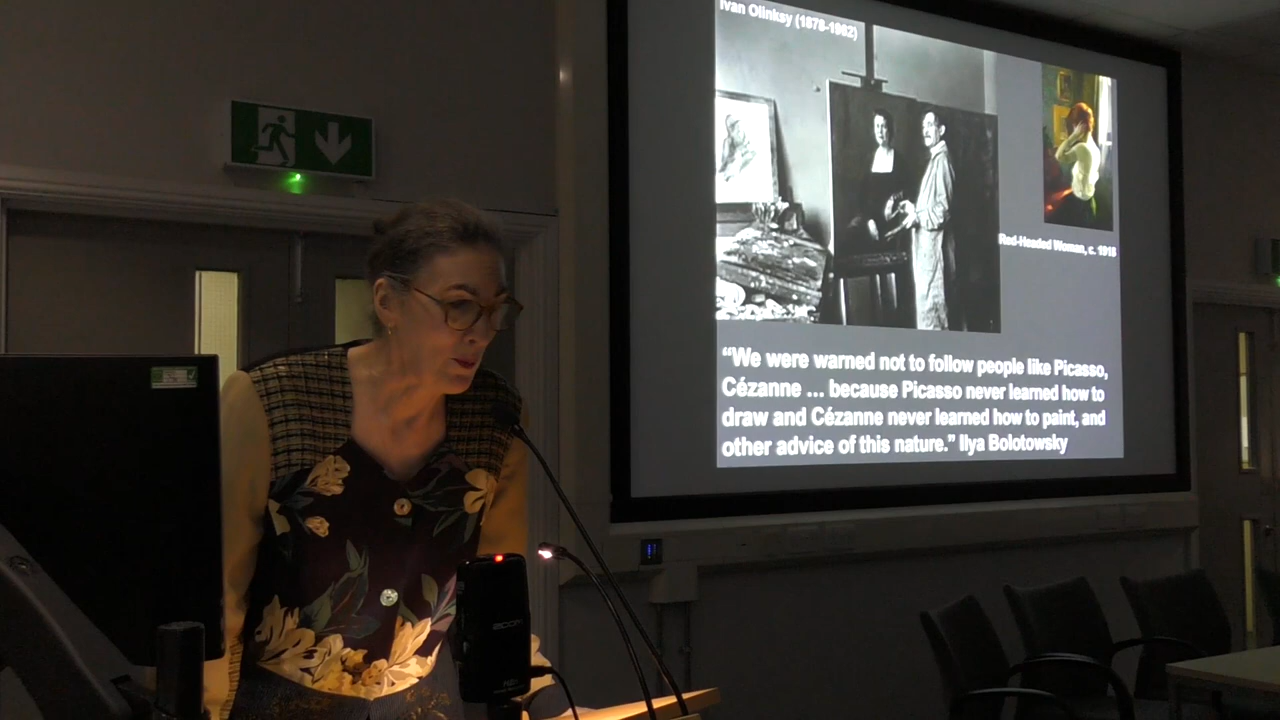 Ivan Olinksy (1878-1962)
Red-Headed Woman, c. 1918
“We were warned not to follow people like Picasso,
Cézanne ... because Picasso never learned how to
draw and Cézanne never learned how to paint, and
other advice of this nature.” Ilya Bolotowsky
zoom